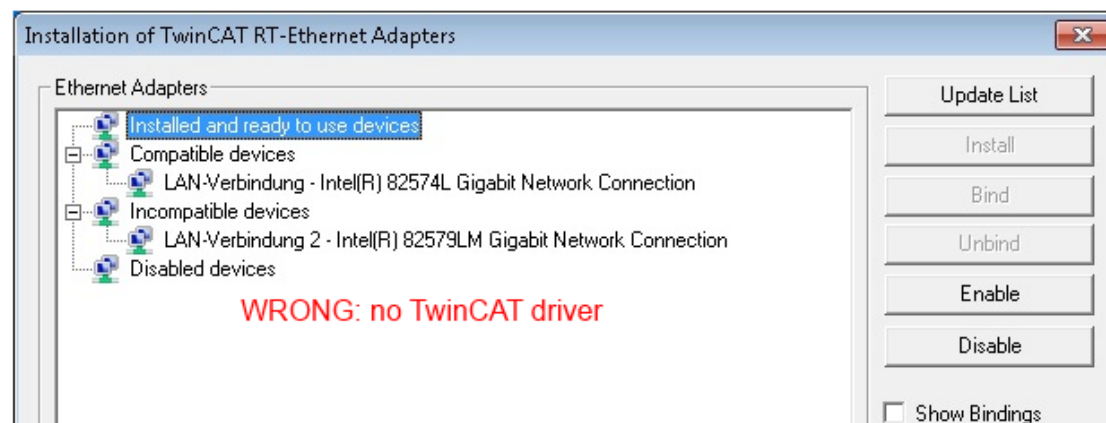 Installation of TwinCAT RT-Ethernet Adapters
Ethernet Adapters
Installed and ready to use devices
Compatible devices
LAN-Verbindung - Intel(R) 82574L Gigabit Network Connection
Incompatible devices
LAN-Verbindung 2 - Intel(R) 82579LM Gigabit Network Connection
Disabled devices
WRONG: no TwinCAT driver
Update List
Install
Bind
Unbind
Enable
Disable
Show Bindings